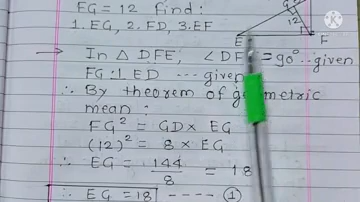 FG = 12 find:
1. EG, 2. FD, 3. EF
G
12
E
F
→ In △ DFE, ∠DF = 90° -- given
FG ⊥ ED --- given
∴ By theorem of geometric
mean :
FG² = GD × EG
(12)² = 8 × EG
∴ EG = 144/8 = 18
∴ EG = 18 ---- ①